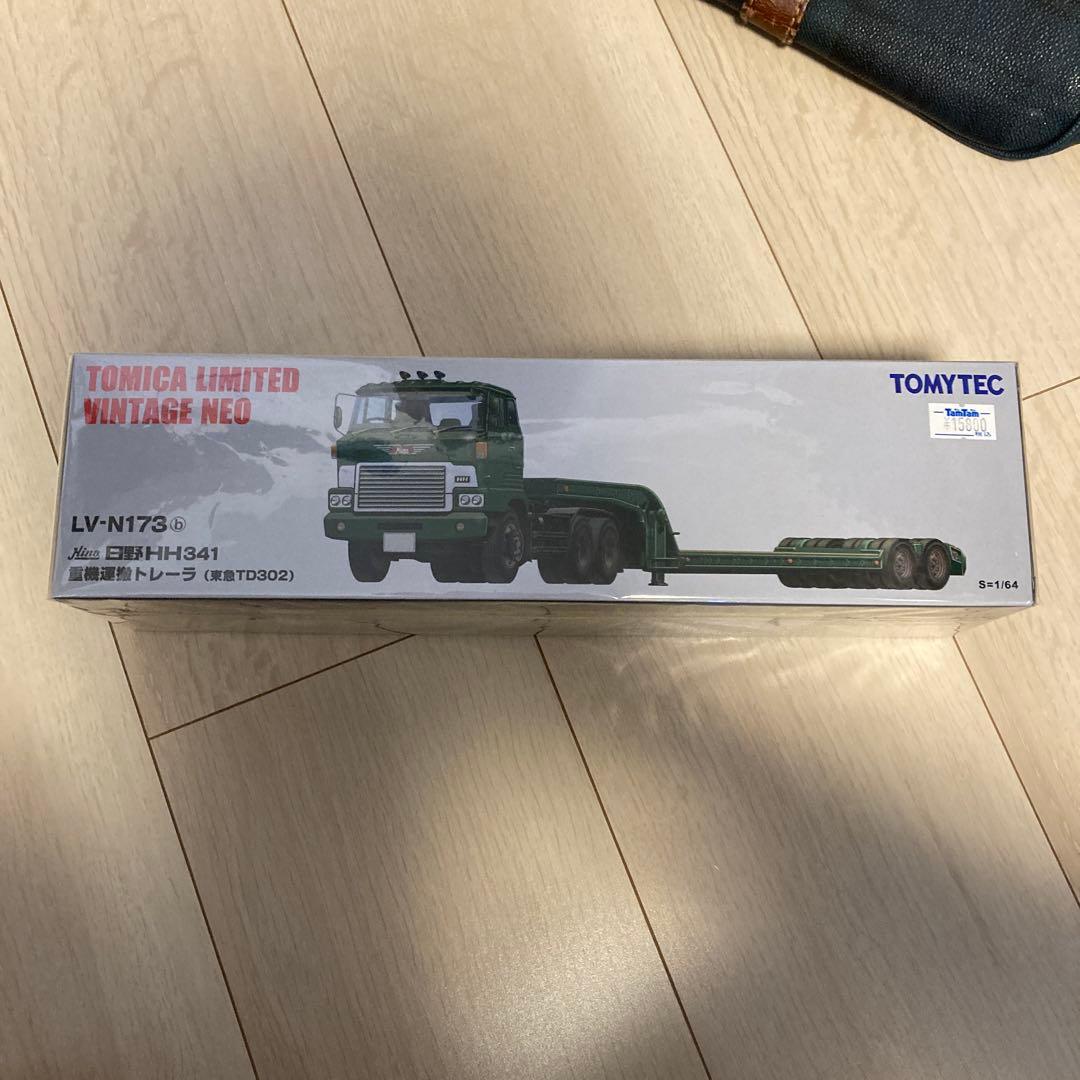 TOMICA LIMITED
VINTAGE NEO
TOMYTEC
TamTam
¥15800
LV-N173ⓑ
Hino 日野HH341
重機運搬トレーラ (東急TD302)
Hino
S=1/64